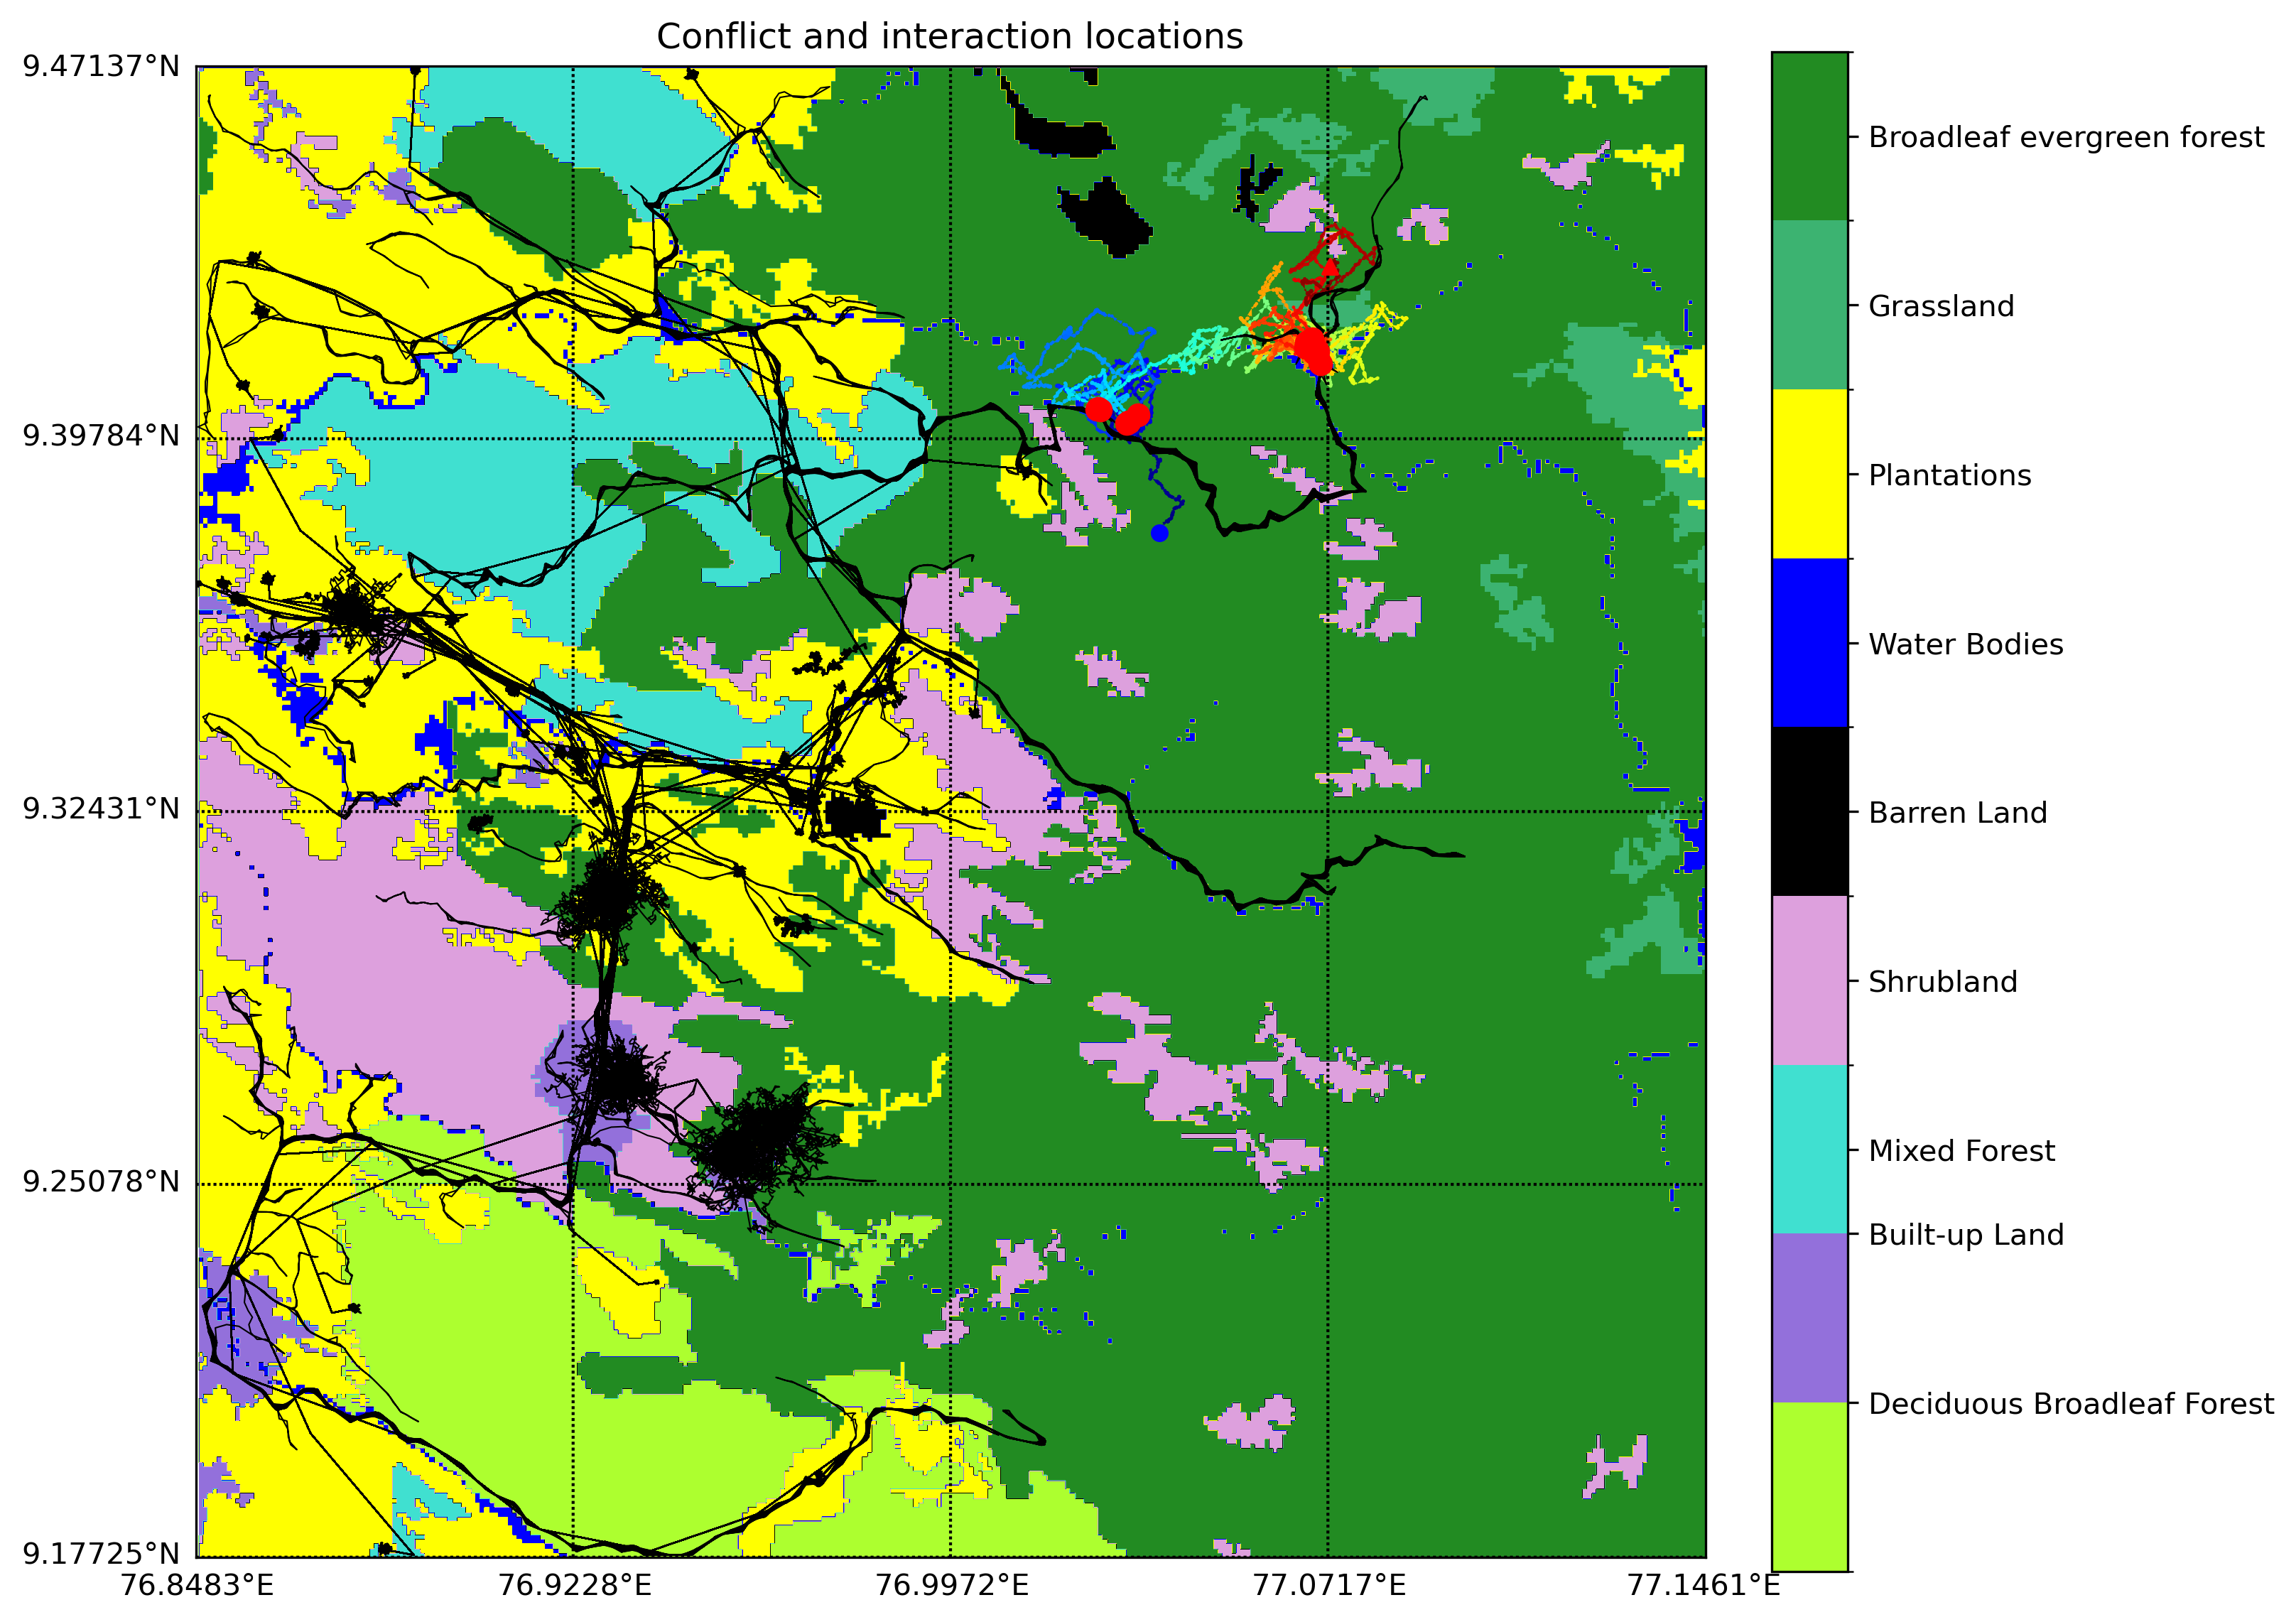 Conflict and interaction locations
9.47137°N
9.39784°N
9.32431°N
9.25078°N
9.17725°N
76.8483°E
76.9228°E
76.9972°E
77.0717°E
77.1461°E
Broadleaf evergreen forest
Grassland
Plantations
Water Bodies
Barren Land
Shrubland
Mixed Forest
Built-up Land
Deciduous Broadleaf Forest